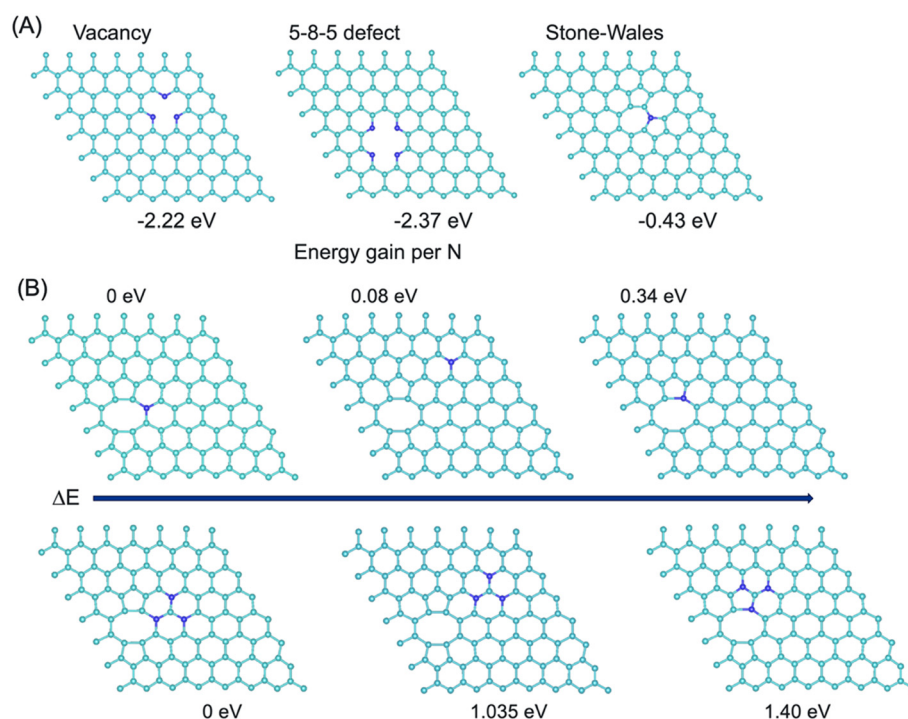 (A)
Vacancy 5-8-5 defect Stone-Wales
-2.22 eV -2.37 eV -0.43 eV
Energy gain per N
(B)
0 eV 0.08 eV 0.34 eV
ΔE
0 eV 1.035 eV 1.40 eV